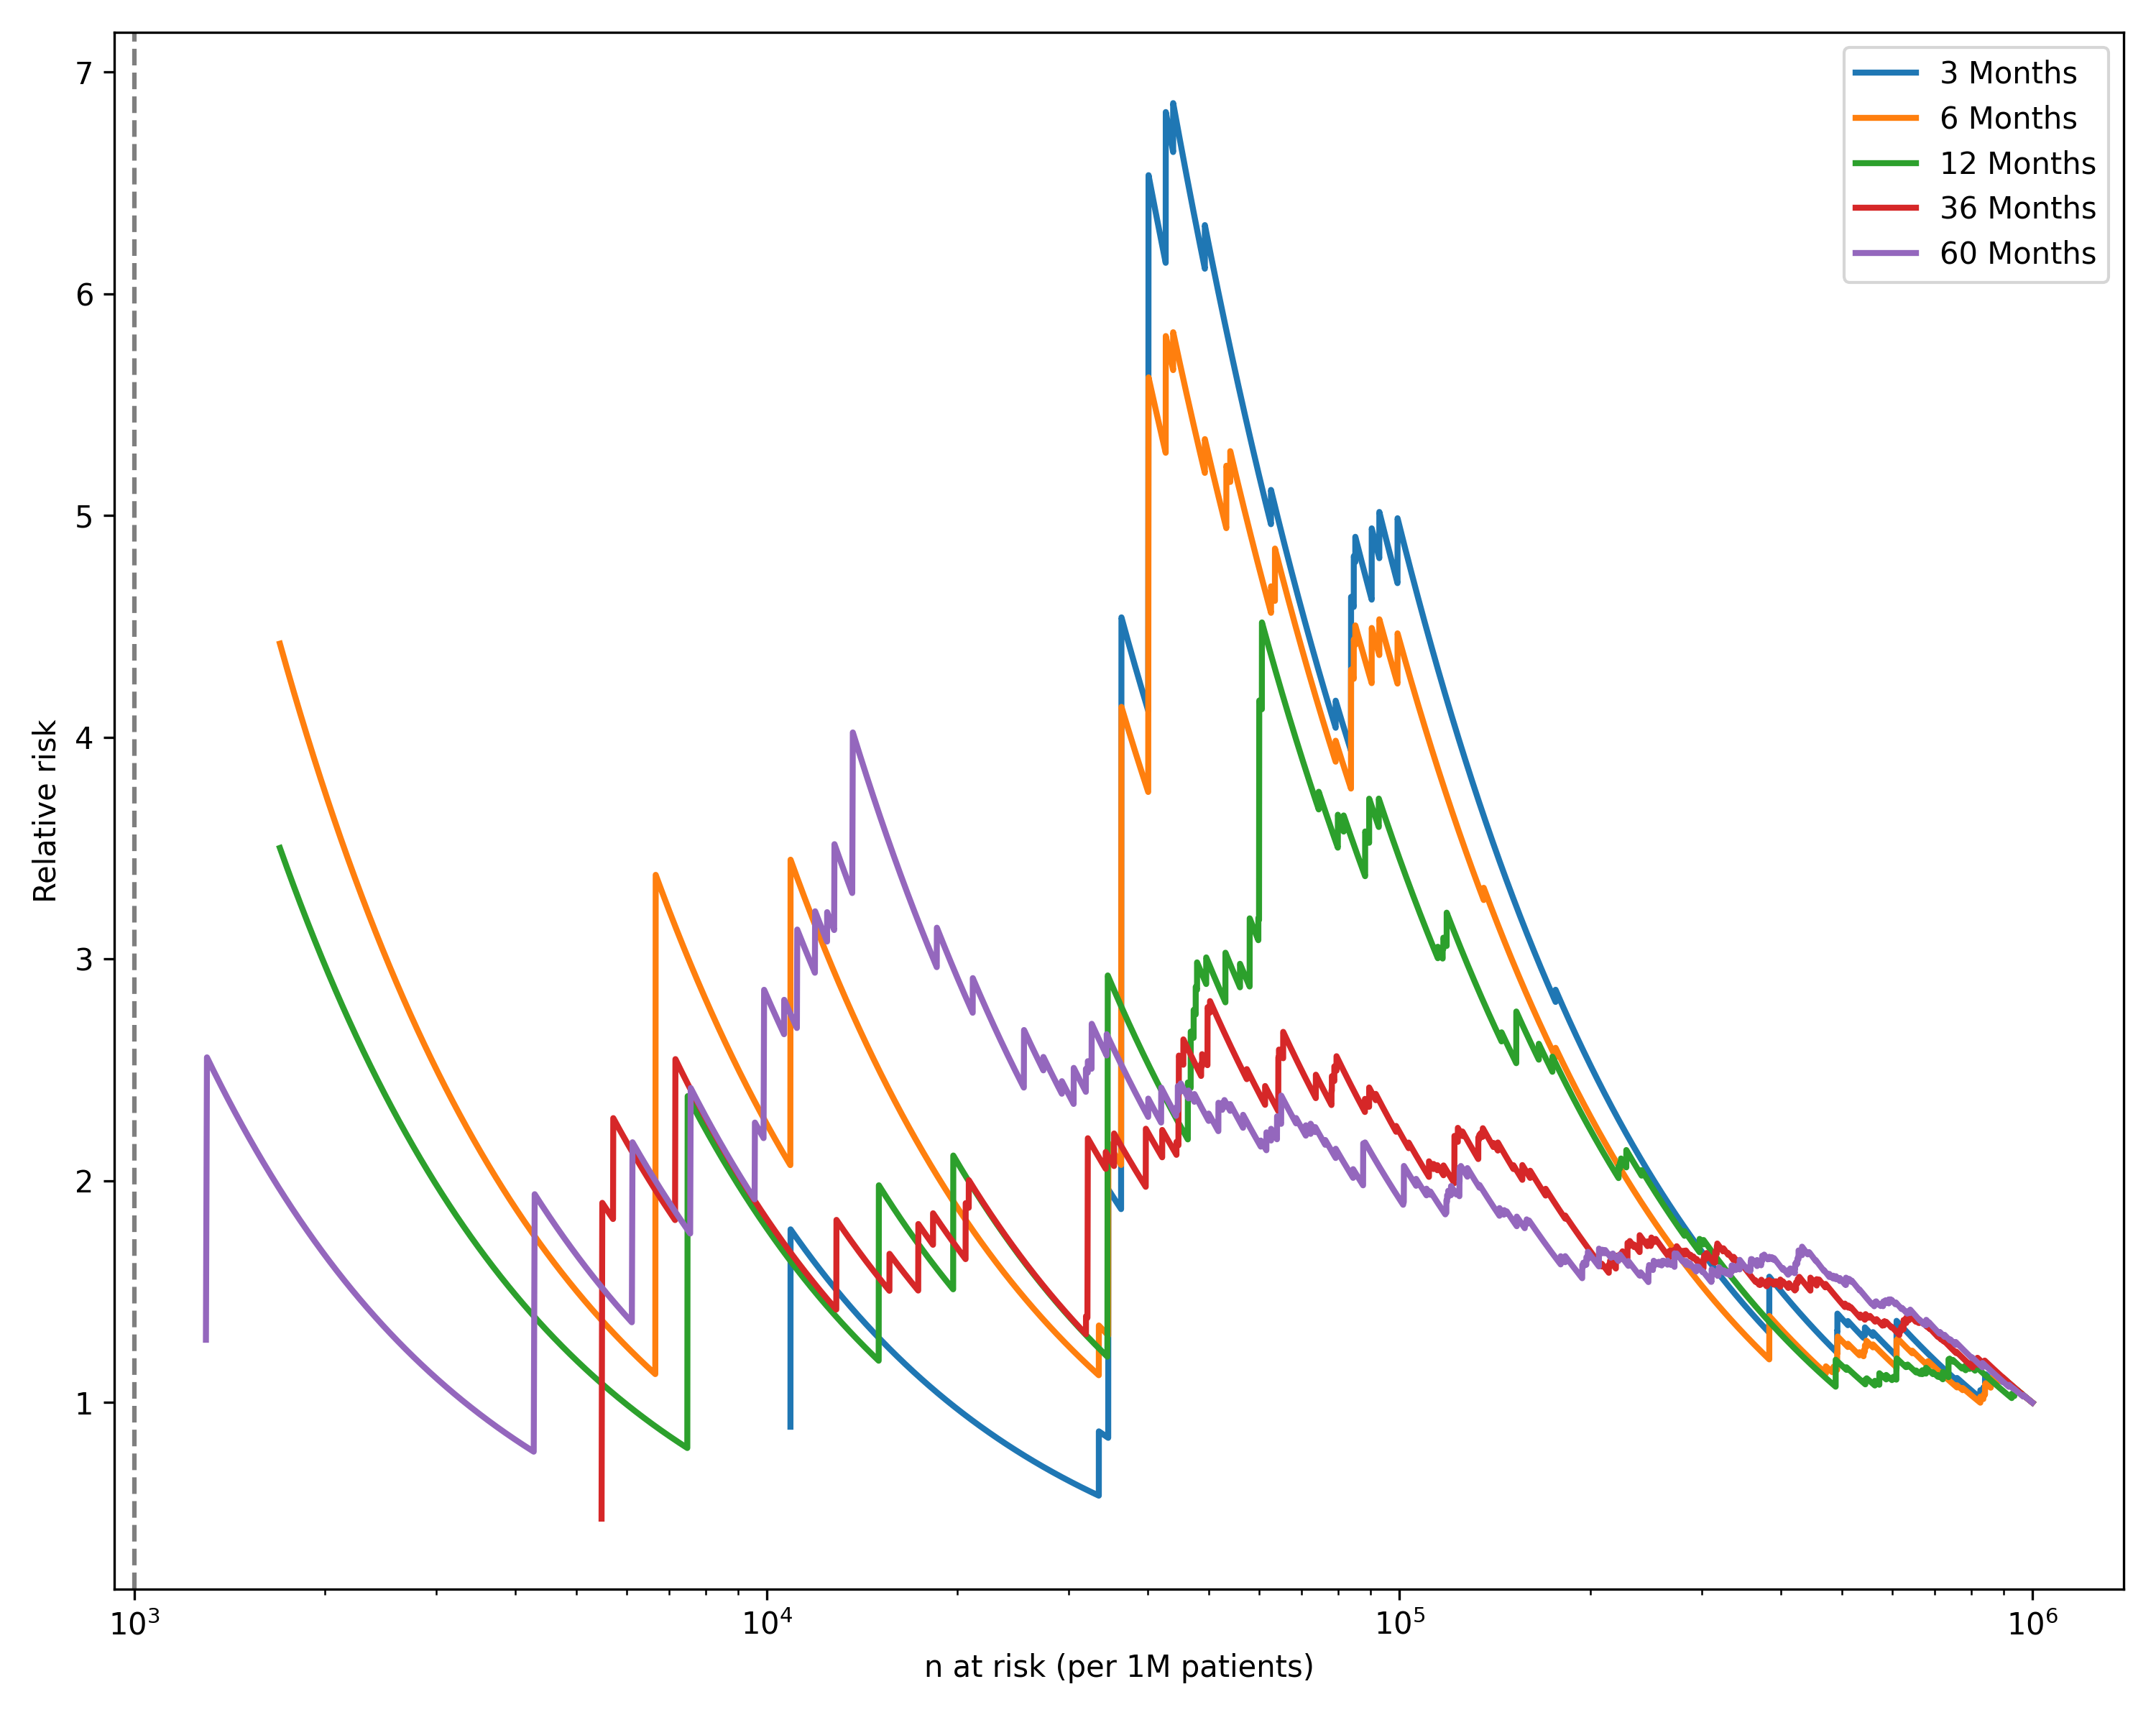 7
6
5
4
3
2
1
Relative risk
3 Months
6 Months
12 Months
36 Months
60 Months
10³
10⁴
10⁵
10⁶
n at risk (per 1M patients)